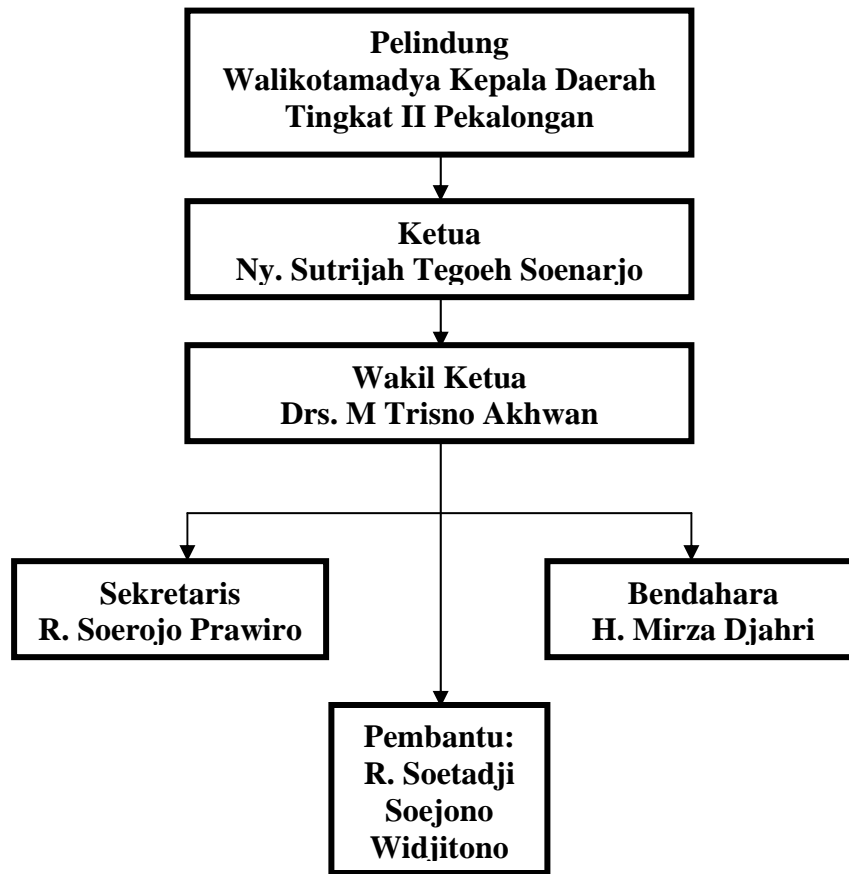 Pelindung
Walikotamadya Kepala Daerah
Tingkat II Pekalongan
Ketua
Ny. Sutrijah Tegoeh Soenarjo
Wakil Ketua
Drs. M Trisno Akhwan
Sekretaris
R. Soerojo Prawiro
Bendahara
H. Mirza Djahri
Pembantu:
R. Soetadji
Soejono
Widjitono